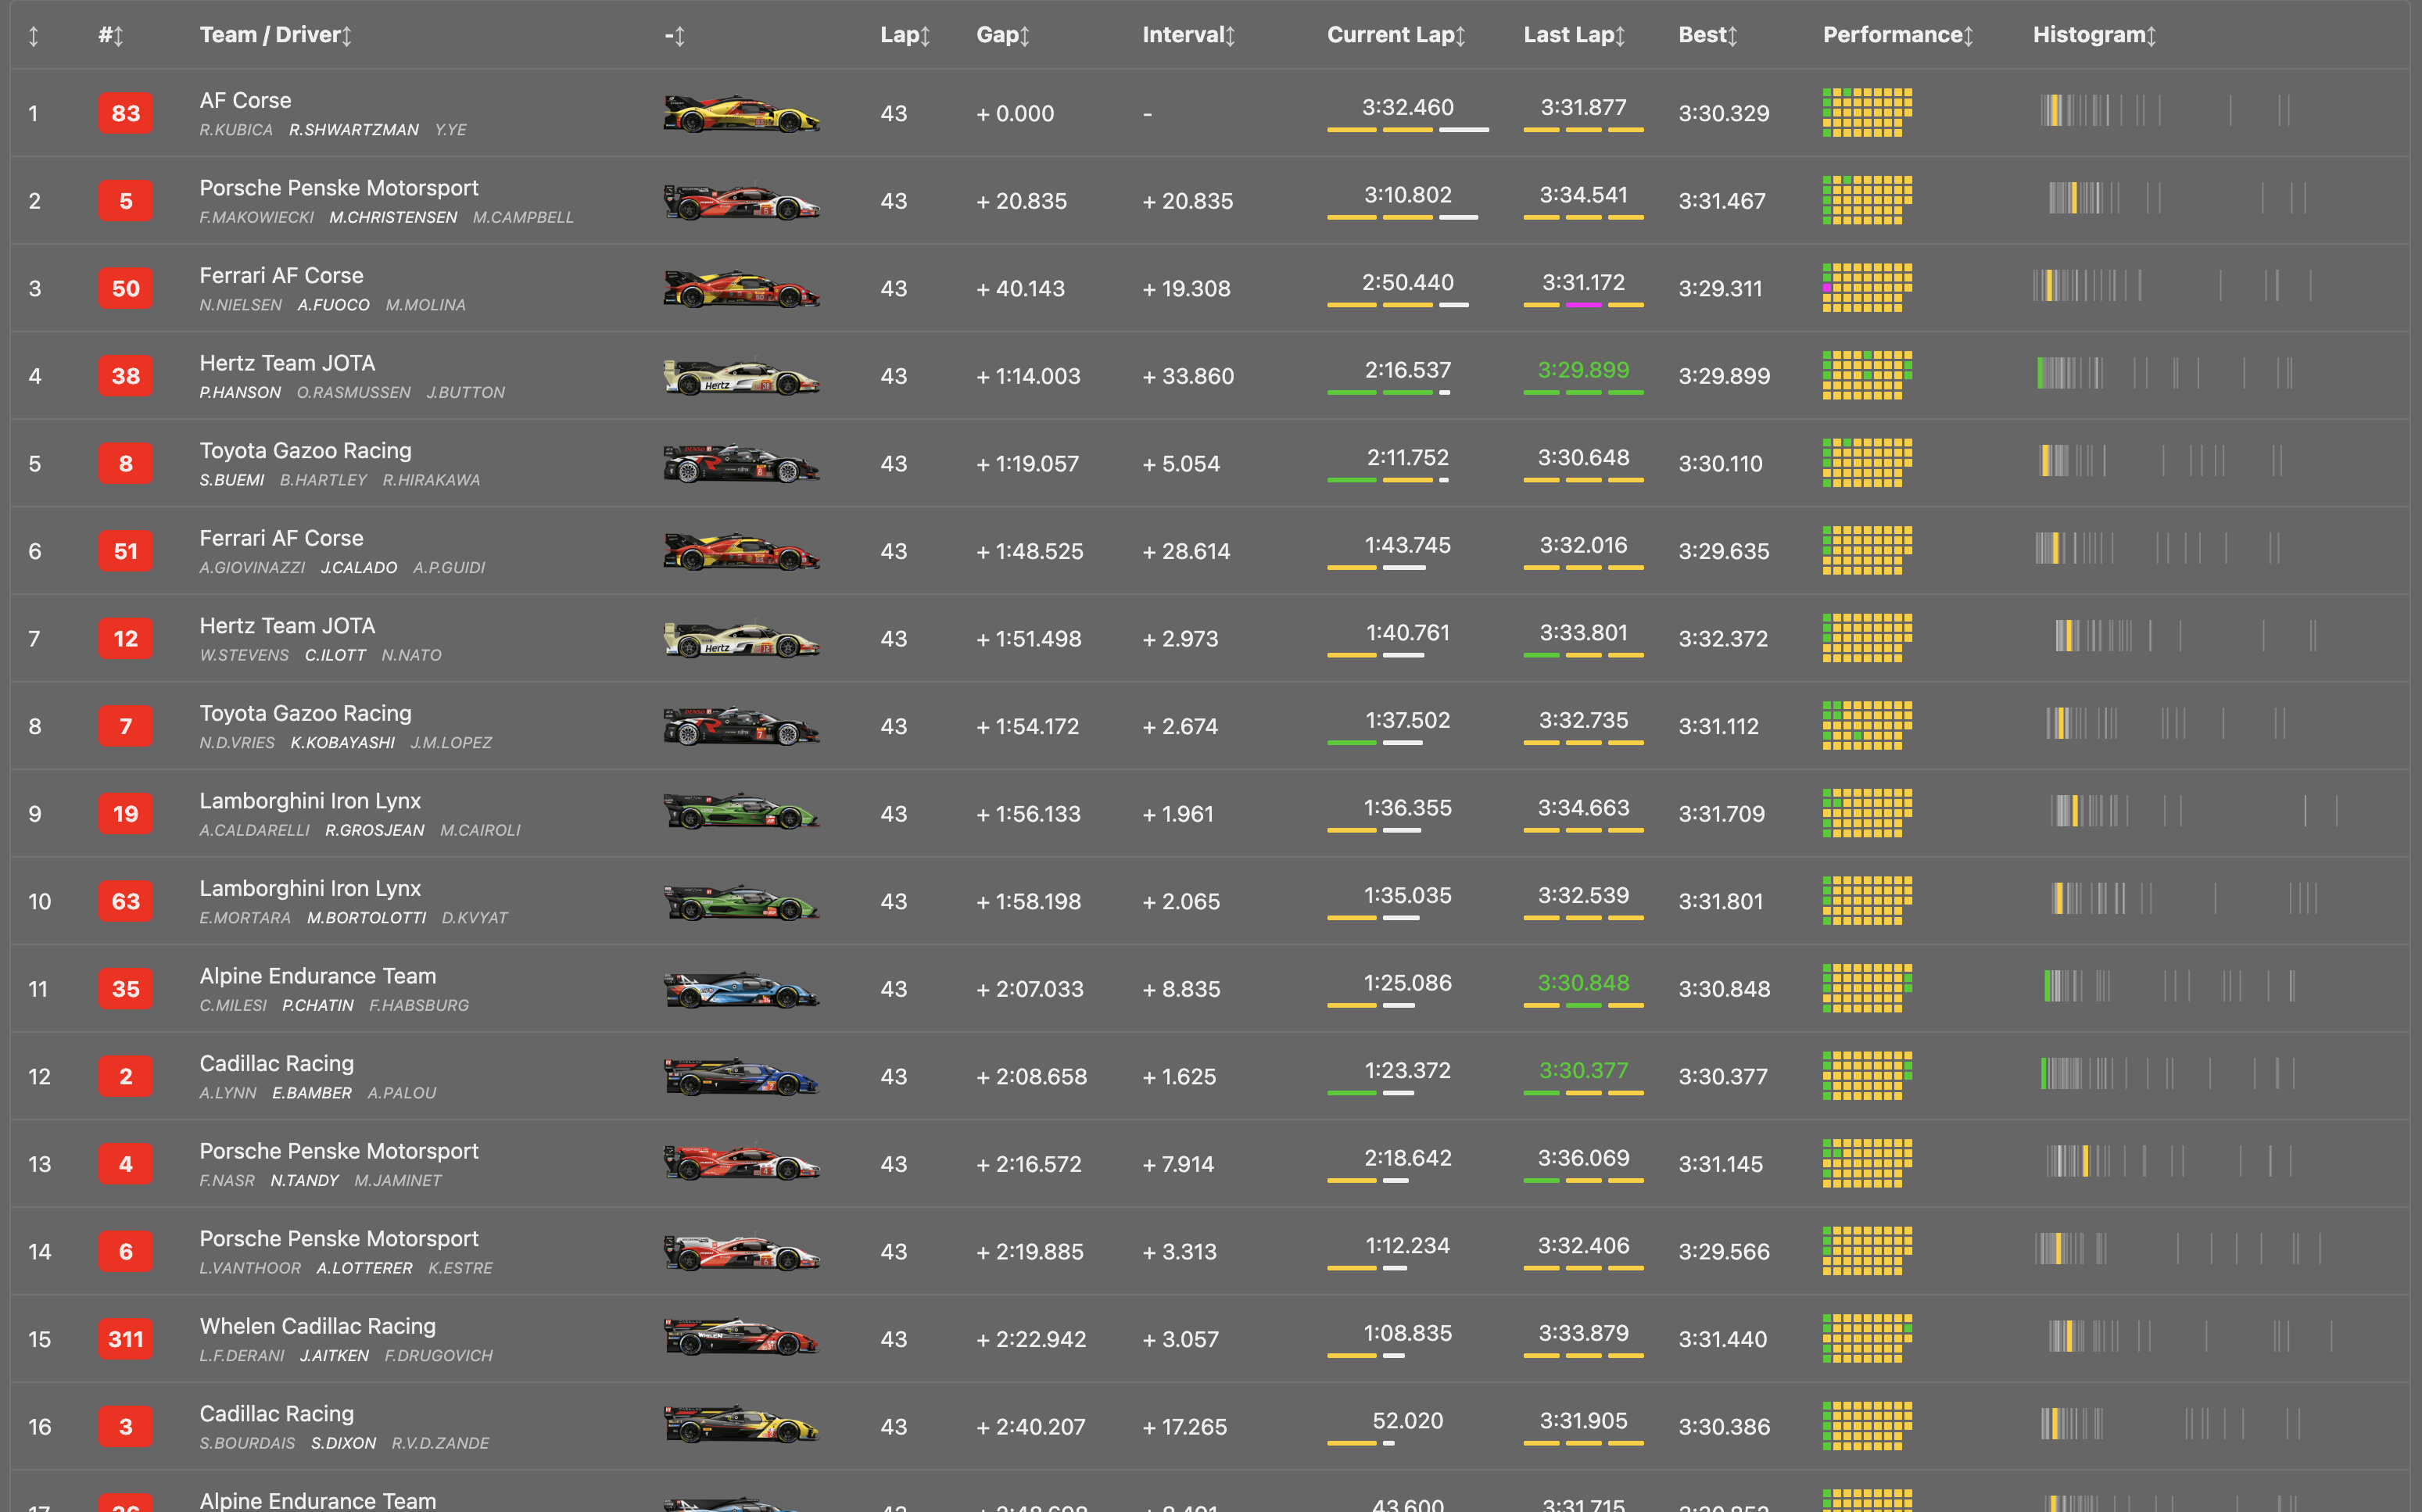 # Team / Driver - Lap Gap Interval Current Lap Last Lap Best Performance Histogram
1 83 AF Corse 43 + 0.000 - 3:32.460 3:31.877 3:30.329
R.KUBICA R.SHWARTZMAN Y.YE
2 5 Porsche Penske Motorsport 43 + 20.835 + 20.835 3:10.802 3:34.541 3:31.467
F.MAKOWIECKI M.CHRISTENSEN M.CAMPBELL
3 50 Ferrari AF Corse 43 + 40.143 + 19.308 2:50.440 3:31.172 3:29.311
N.NIELSEN A.FUOCO M.MOLINA
4 38 Hertz Team JOTA Hertz 43 + 1:14.003 + 33.860 2:16.537 3:29.899 3:29.899
P.HANSON O.RASMUSSEN J.BUTTON
5 8 Toyota Gazoo Racing 43 + 1:19.057 + 5.054 2:11.752 3:30.648 3:30.110
S.BUEMI B.HARTLEY R.HIRAKAWA
6 51 Ferrari AF Corse 43 + 1:48.525 + 28.614 1:43.745 3:32.016 3:29.635
A.GIOVINAZZI J.CALADO A.P.GUIDI
7 12 Hertz Team JOTA Hertz 43 + 1:51.498 + 2.973 1:40.761 3:33.801 3:32.372
W.STEVENS C.ILOTT N.NATO
8 7 Toyota Gazoo Racing 43 + 1:54.172 + 2.674 1:37.502 3:32.735 3:31.112
N.D.VRIES K.KOBAYASHI J.M.LOPEZ
9 19 Lamborghini Iron Lynx 43 + 1:56.133 + 1.961 1:36.355 3:34.663 3:31.709
A.CALDARELLI R.GROSJEAN M.CAIROLI
10 63 Lamborghini Iron Lynx 43 + 1:58.198 + 2.065 1:35.035 3:32.539 3:31.801
E.MORTARA M.BORTOLOTTI D.KVYAT
11 35 Alpine Endurance Team 43 + 2:07.033 + 8.835 1:25.086 3:30.848 3:30.848
C.MILESI P.CHATIN F.HABSBURG
12 2 Cadillac Racing 43 + 2:08.658 + 1.625 1:23.372 3:30.377 3:30.377
A.LYNN E.BAMBER A.PALOU
13 4 Porsche Penske Motorsport 43 + 2:16.572 + 7.914 2:18.642 3:36.069 3:31.145
F.NASR N.TANDY M.JAMINET
14 6 Porsche Penske Motorsport 43 + 2:19.885 + 3.313 1:12.234 3:32.406 3:29.566
L.VANTHOOR A.LOTTERER K.ESTRE
15 311 Whelen Cadillac Racing 43 + 2:22.942 + 3.057 1:08.835 3:33.879 3:31.440
L.F.DERANI J.AITKEN F.DRUGOVICH
16 3 Cadillac Racing 43 + 2:40.207 + 17.265 52.020 3:31.905 3:30.386
S.BOURDAIS S.DIXON R.V.D.ZANDE
Alpine Endurance Team 43.600 3:31.715